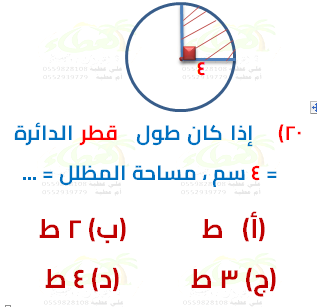 ٤
٢٠) إذا كان طول قطر الدائرة
= ٤ سم ، مساحة المظلل = ...
(أ) ط (ب) ٢ ط
(ج) ٣ ط (د) ٤ ط